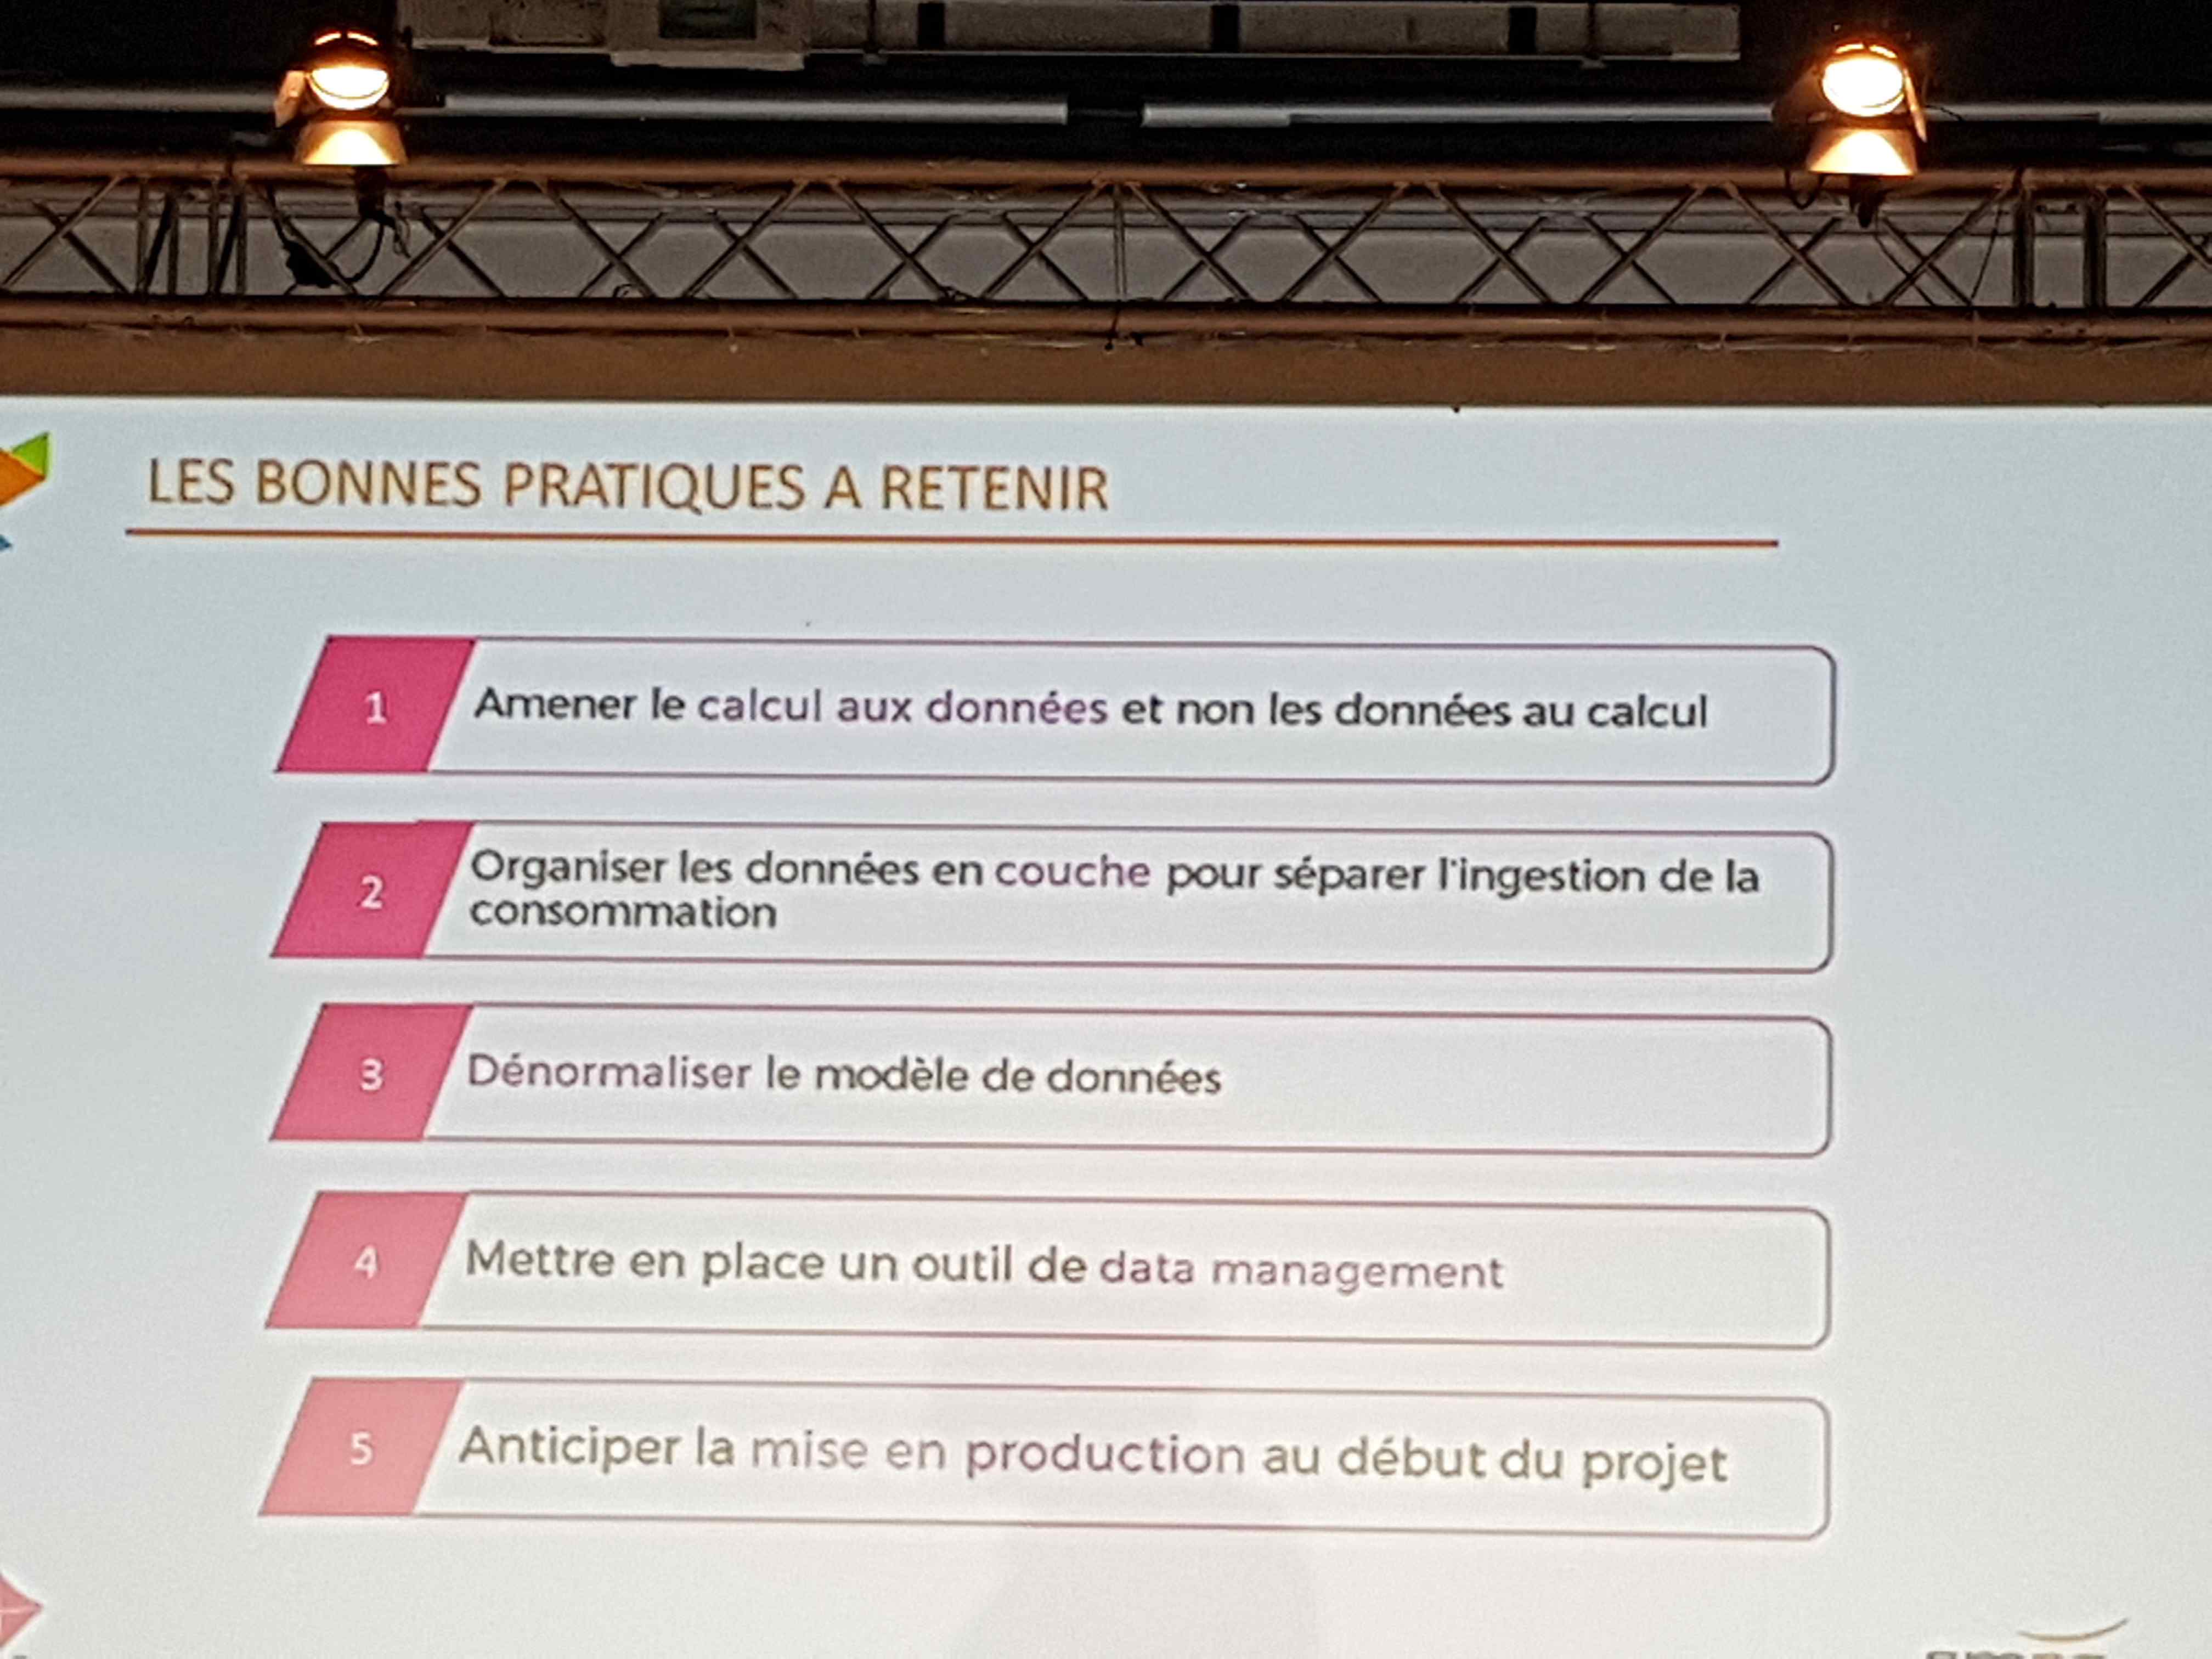 LES BONNES PRATIQUES A RETENIR
1 Amener le calcul aux données et non les données au calcul
2 Organiser les données en couche pour séparer l'ingestion de la
consommation
3 Dénormaliser le modèle de données
4 Mettre en place un outil de data management
5 Anticiper la mise en production au début du projet